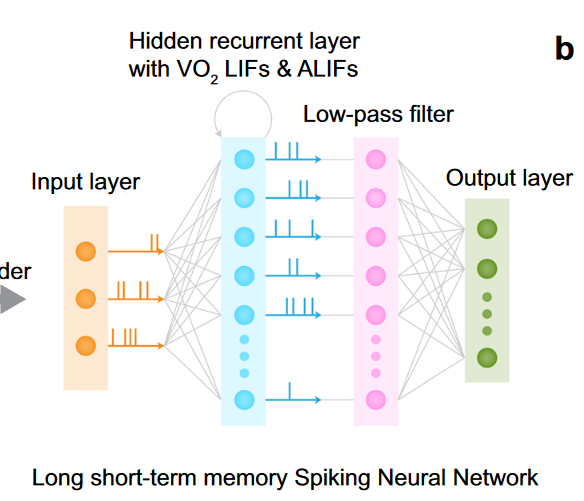 Hidden recurrent layer
with VO₂ LIFs & ALIFs
b
Low-pass filter
Input layer
Output layer
der
Long short-term memory Spiking Neural Network